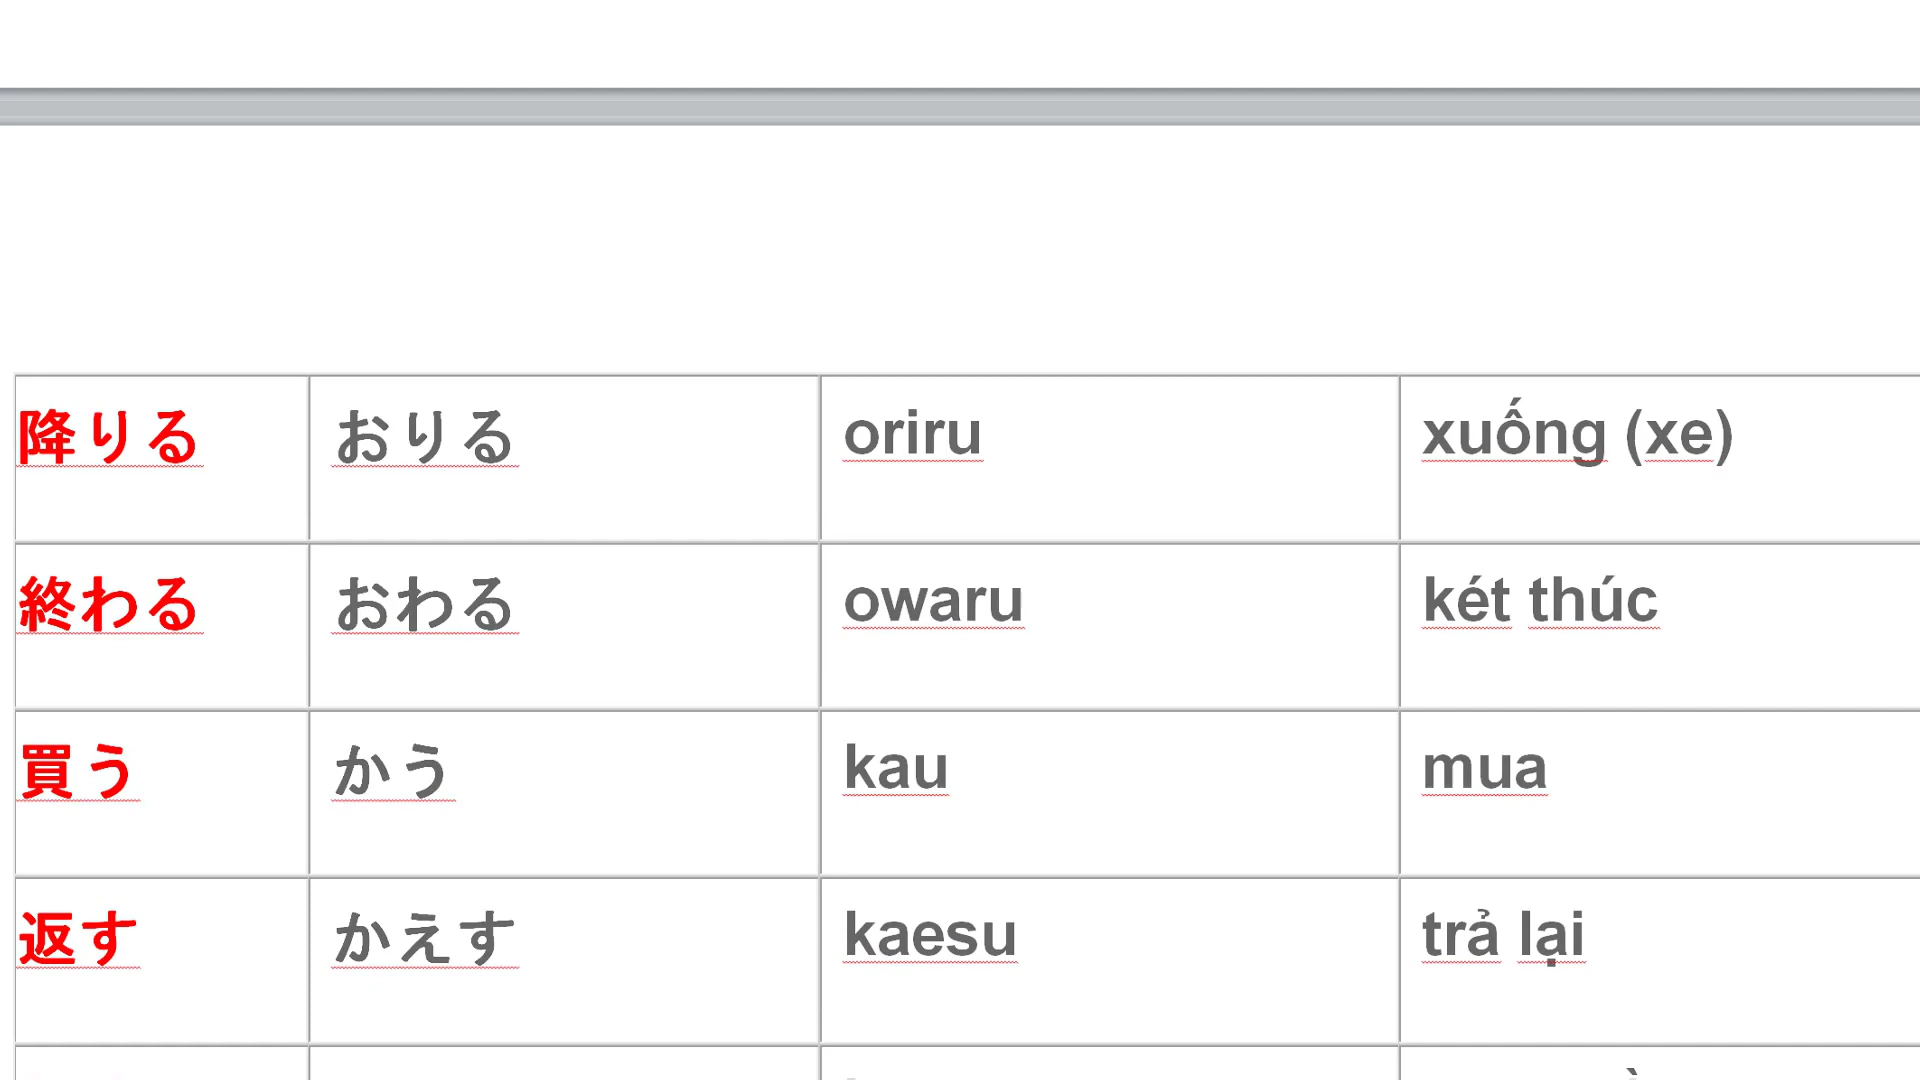 降りる おりる oriru xuống (xe)
終わる おわる owaru két thúc
買う かう kau mua
返す かえす kaesu trả lại